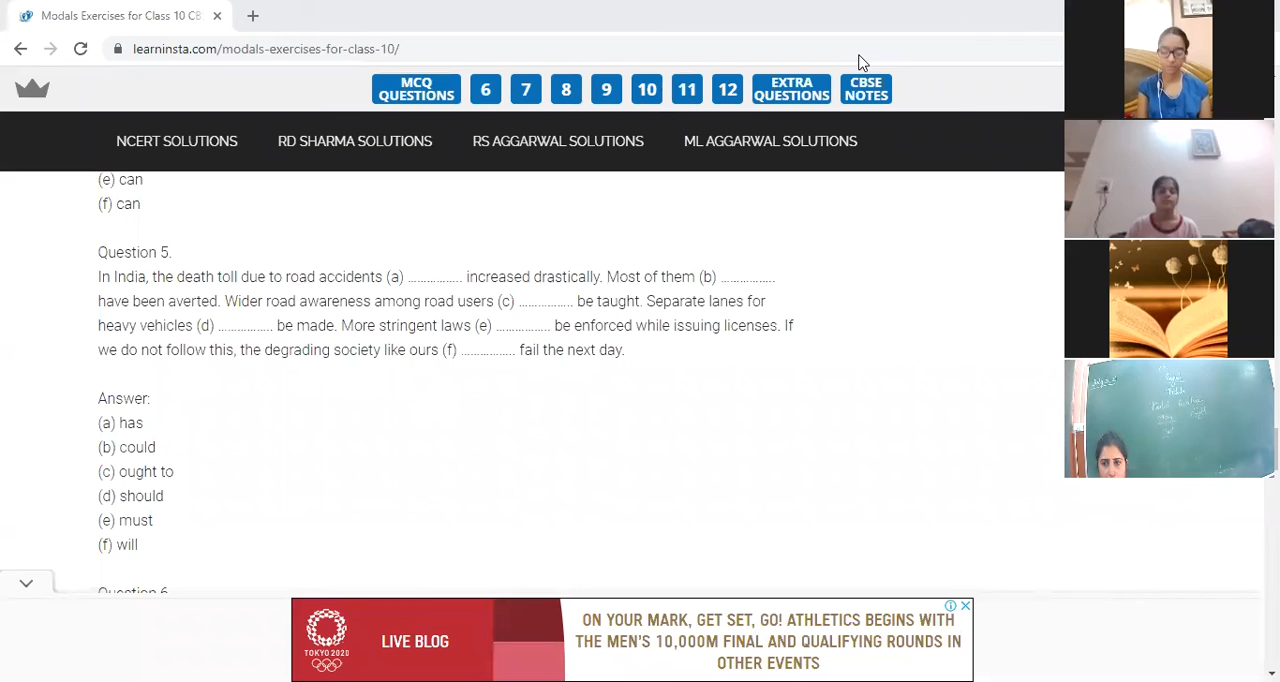 Modals Exercises for Class 10 CB
learninsta.com/modals-exercises-for-class-10/
MCQ QUESTIONS
6
7
8
9
10
11
12
EXTRA QUESTIONS
CBSE NOTES
NCERT SOLUTIONS
RD SHARMA SOLUTIONS
RS AGGARWAL SOLUTIONS
ML AGGARWAL SOLUTIONS
(e) can
(f) can
Question 5.
In India, the death toll due to road accidents (a) ................ increased drastically. Most of them (b) ................
have been averted. Wider road awareness among road users (c) ................ be taught. Separate lanes for
heavy vehicles (d) ................ be made. More stringent laws (e) ................ be enforced while issuing licenses. If
we do not follow this, the degrading society like ours (f) ................ fail the next day.
Answer:
(a) has
(b) could
(c) ought to
(d) should
(e) must
(f) will
Question 6
TOKYO 2020
LIVE BLOG
ON YOUR MARK, GET SET, GO! ATHLETICS BEGINS WITH
THE MEN'S 10,000M FINAL AND QUALIFYING ROUNDS IN
OTHER EVENTS